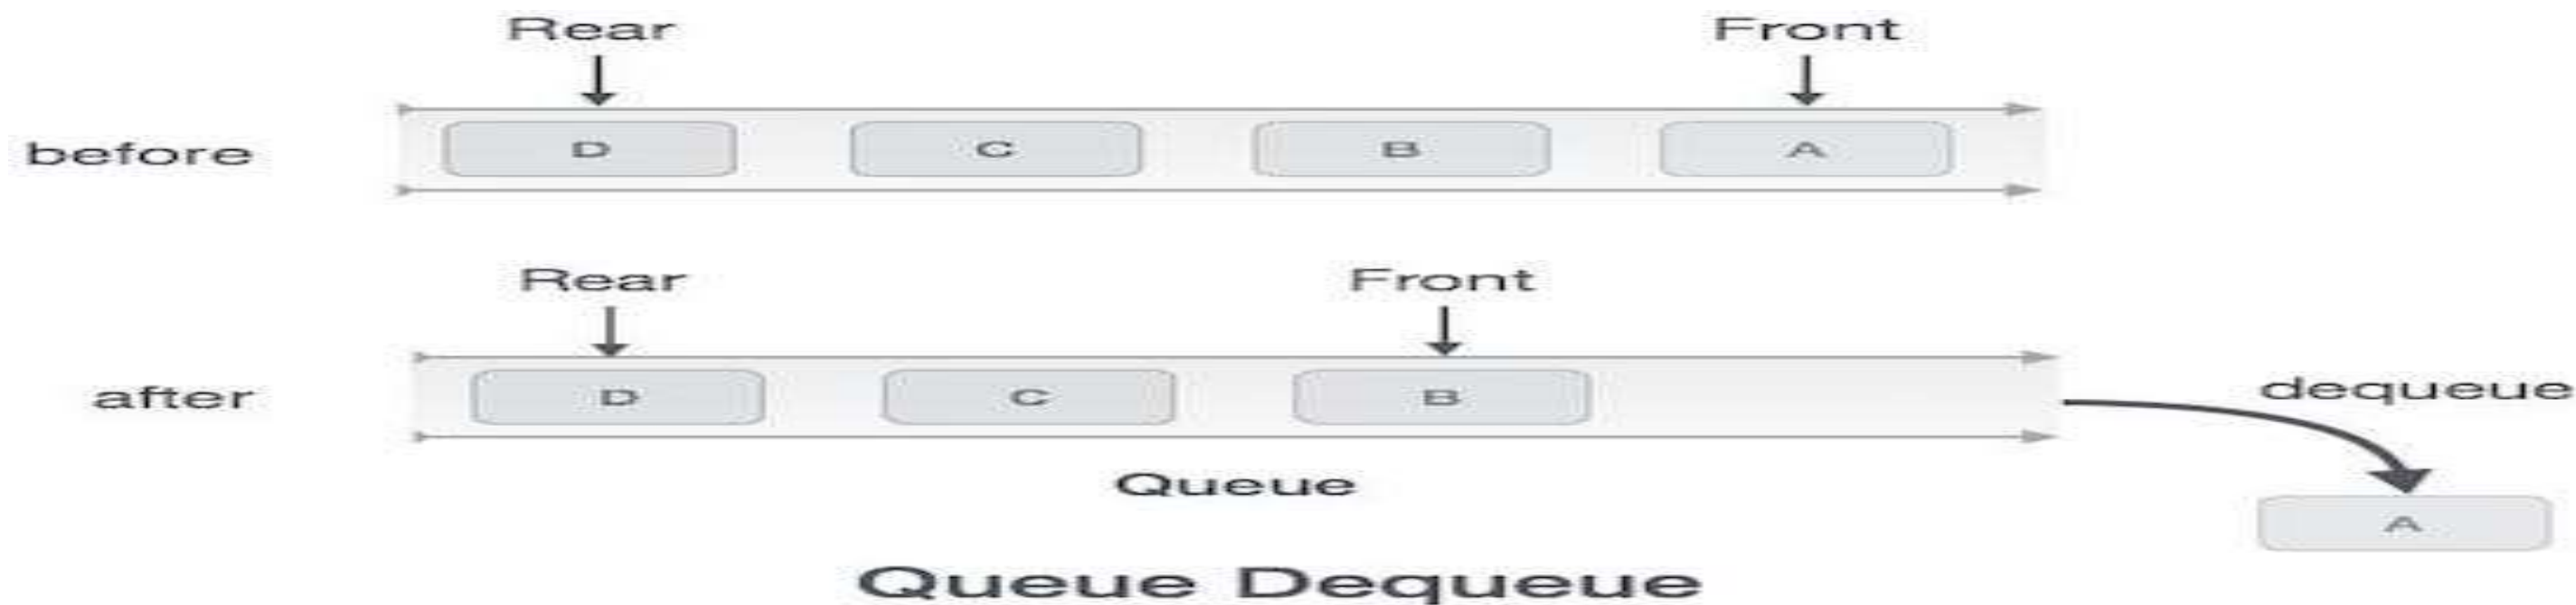 Rear Front
before D C B A
Rear Front
after D C B dequeue
Queue
A
Queue Dequeue